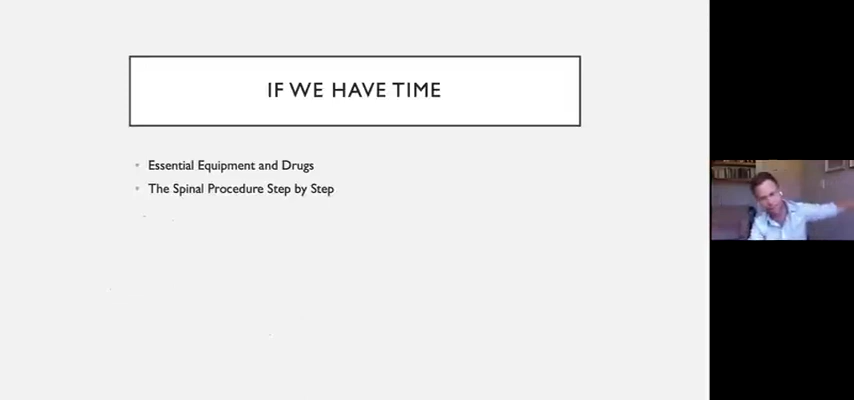 IF WE HAVE TIME
Essential Equipment and Drugs
The Spinal Procedure Step by Step